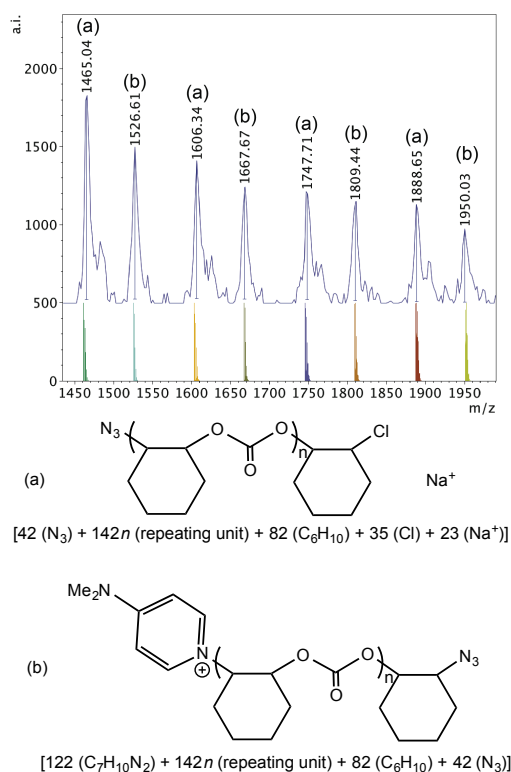 a.i.
(a) (b) (a) (b) (a) (b) (a) (b)
1465.04 1526.61 1606.34 1667.67 1747.71 1809.44 1888.65 1950.03
2000
1500
1000
500
0
1450 1500 1550 1600 1650 1700 1750 1800 1850 1900 1950
m/z
N3 ( O O ) n Cl
O
(a) Na+
[42 (N3) + 142n (repeating unit) + 82 (C6H10) + 35 (Cl) + 23 (Na+)]
Me2N
(b) N + ( O O ) n N3
O
[122 (C7H10N2) + 142n (repeating unit) + 82 (C6H10) + 42 (N3)]